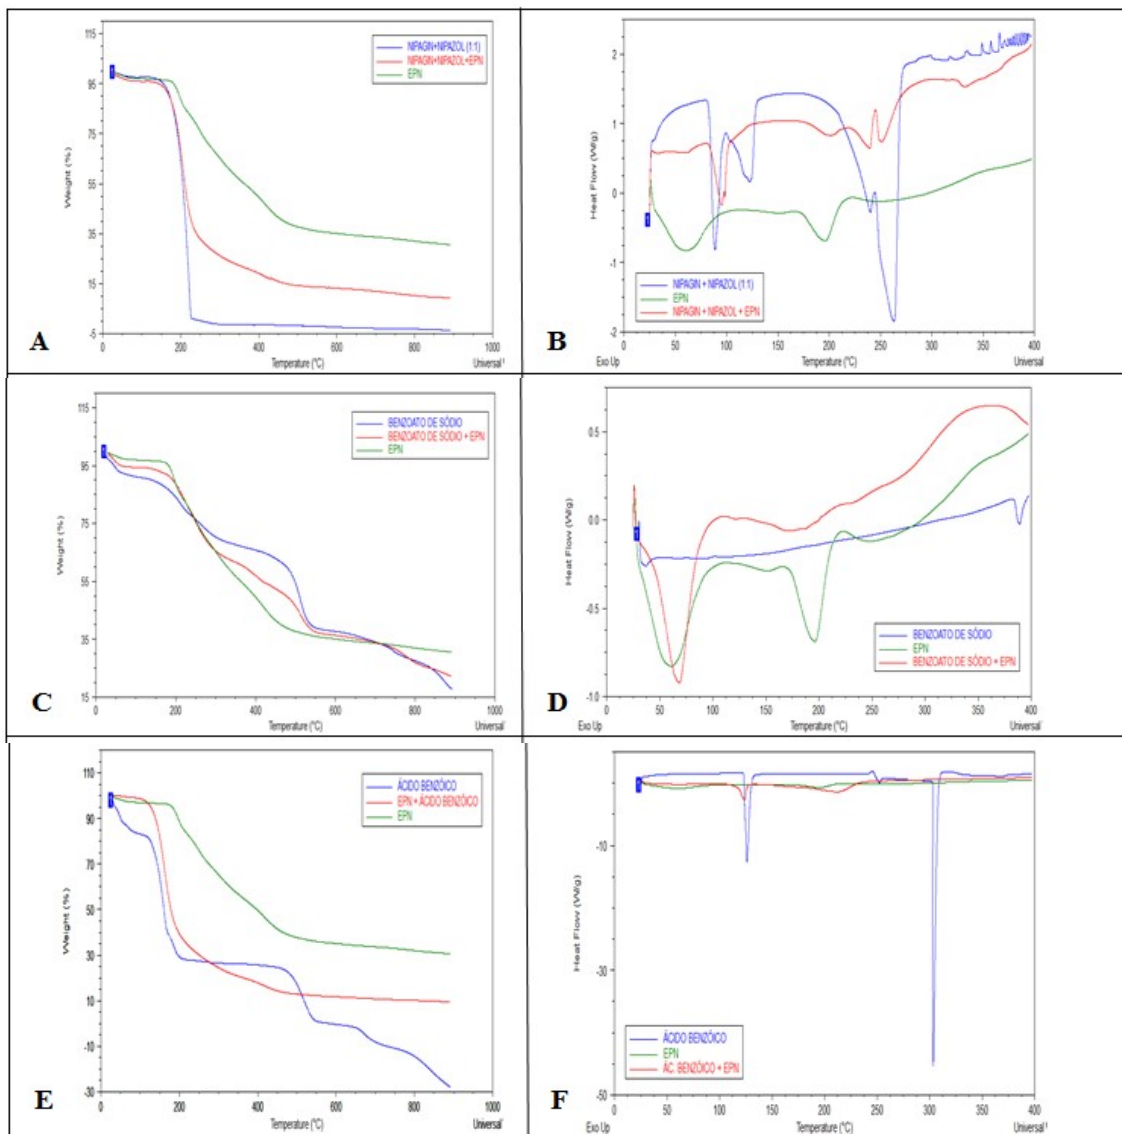 115
95
75
55
35
15
-5
Weight (%)
NIPAGIN+NIPAZOL (1:1)
NIPAGIN+NIPAZOL+EPN
EPN
0
200
400
600
800
1000
Temperature (°C)
Universal
A
2
1
0
-1
-2
Heat Flow (W/g)
NIPAGIN + NIPAZOL (1:1)
EPN
NIPAGIN + NIPAZOL + EPN
0
50
100
150
200
250
300
350
400
Exo Up
Temperature (°C)
Universal
B
115
95
75
55
35
15
Weight (%)
BENZOATO DE SÓDIO
BENZOATO DE SÓDIO + EPN
EPN
0
200
400
600
800
1000
Temperature (°C)
Universal
C
0.5
0.0
-0.5
-1.0
Heat Flow (W/g)
BENZOATO DE SÓDIO
EPN
BENZOATO DE SÓDIO + EPN
0
50
100
150
200
250
300
350
400
Exo Up
Temperature (°C)
Universal
D
110
90
70
50
30
10
-10
-30
Weight (%)
ÁCIDO BENZÓICO
EPN + ÁCIDO BENZÓICO
EPN
0
200
400
600
800
1000
Temperature (°C)
Universal
E
-10
-30
-50
Heat Flow (W/g)
ÁCIDO BENZÓICO
EPN
ÁC. BENZÓICO + EPN
0
50
100
150
200
250
300
350
400
Exo Up
Temperature (°C)
Universal
F